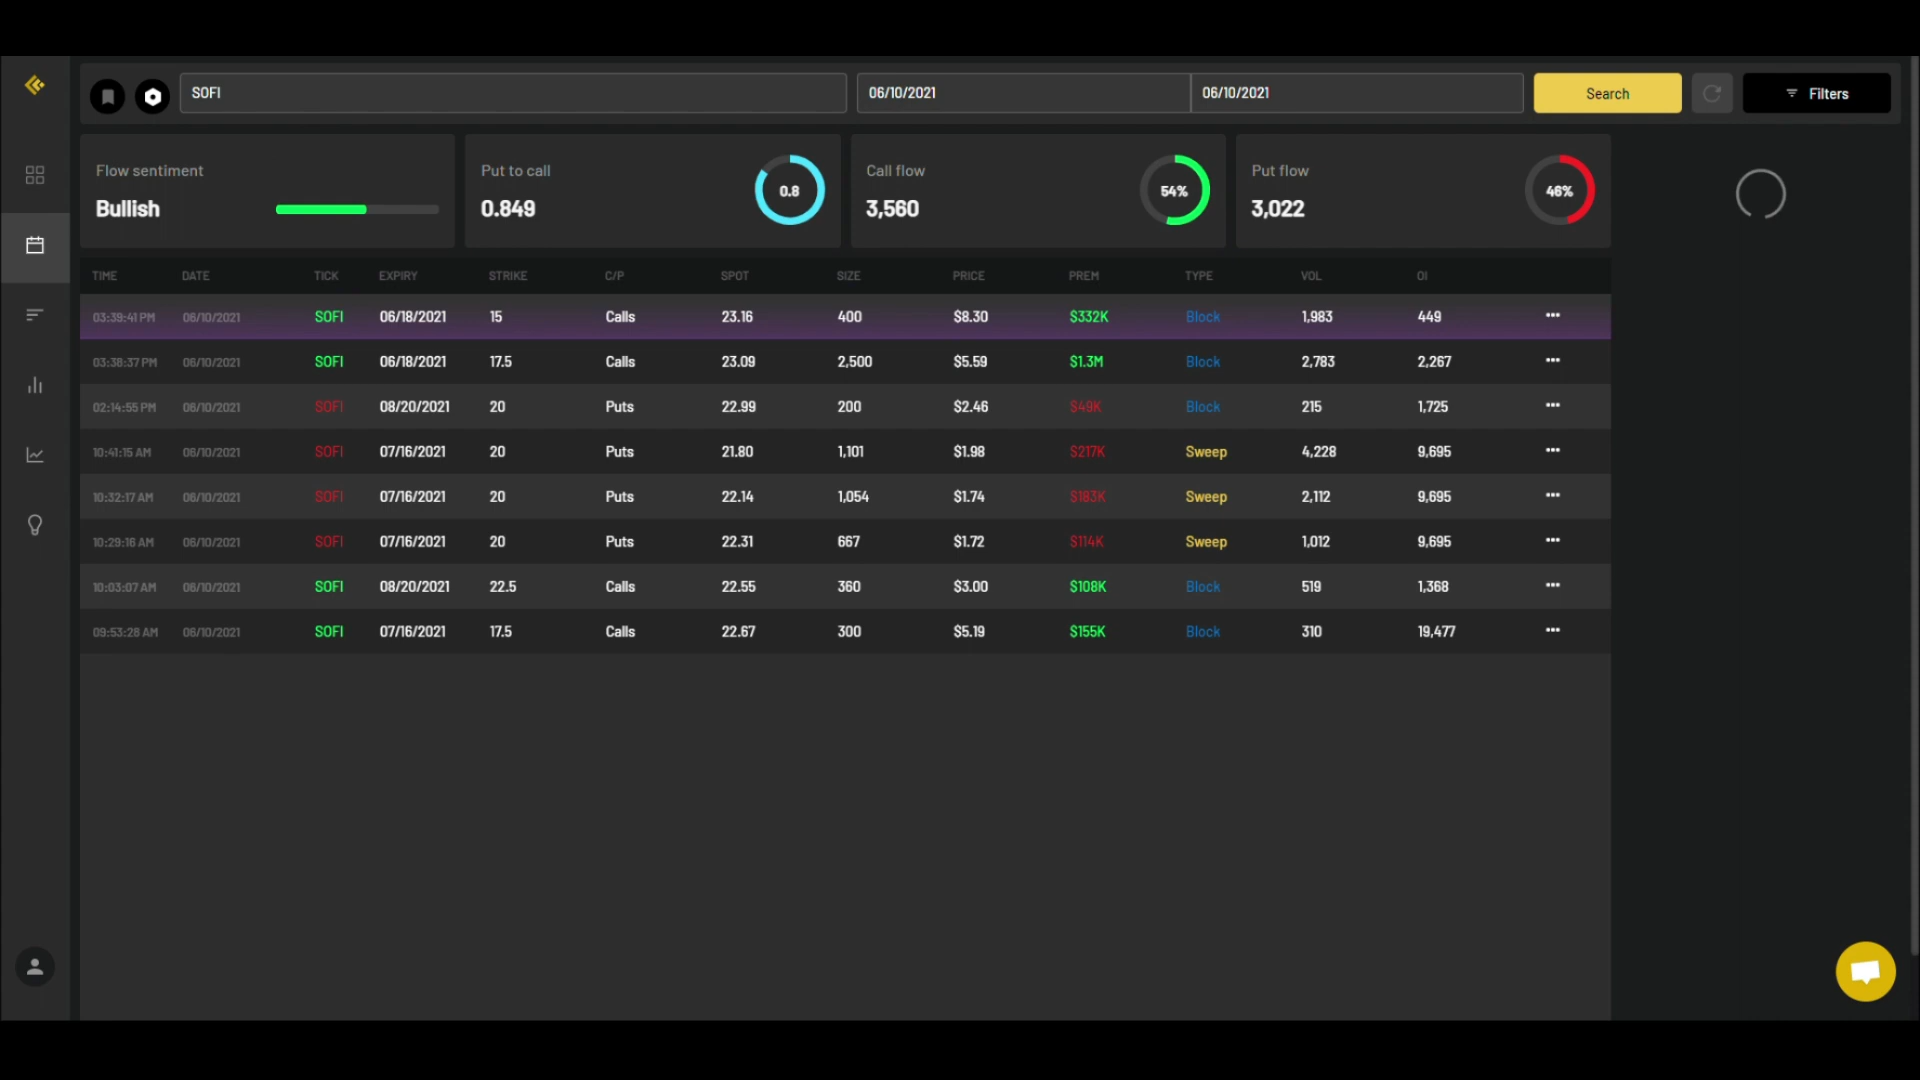 SOFI 06/10/2021 06/10/2021 Search Filters
Flow sentiment Put to call Call flow Put flow
Bullish 0.849 0.8 3,560 54% 3,022 46%
TIME DATE TICK EXPIRY STRIKE C/P SPOT SIZE PRICE PREM TYPE VOL OI
03:39:41 PM 06/10/2021 SOFI 06/18/2021 15 Calls 23.16 400 $8.30 $332K Block 1,983 449 •••
03:38:37 PM 06/10/2021 SOFI 06/18/2021 17.5 Calls 23.09 2,500 $5.59 $1.3M Block 2,783 2,267 •••
02:14:55 PM 06/10/2021 SOFI 08/20/2021 20 Puts 22.99 200 $2.46 $49K Block 215 1,725 •••
10:41:15 AM 06/10/2021 SOFI 07/16/2021 20 Puts 21.80 1,101 $1.98 $217K Sweep 4,228 9,695 •••
10:32:17 AM 06/10/2021 SOFI 07/16/2021 20 Puts 22.14 1,054 $1.74 $183K Sweep 2,112 9,695 •••
10:29:16 AM 06/10/2021 SOFI 07/16/2021 20 Puts 22.31 667 $1.72 $114K Sweep 1,012 9,695 •••
10:03:07 AM 06/10/2021 SOFI 08/20/2021 22.5 Calls 22.55 360 $3.00 $108K Block 519 1,368 •••
09:53:28 AM 06/10/2021 SOFI 07/16/2021 17.5 Calls 22.67 300 $5.19 $155K Block 310 19,477 •••